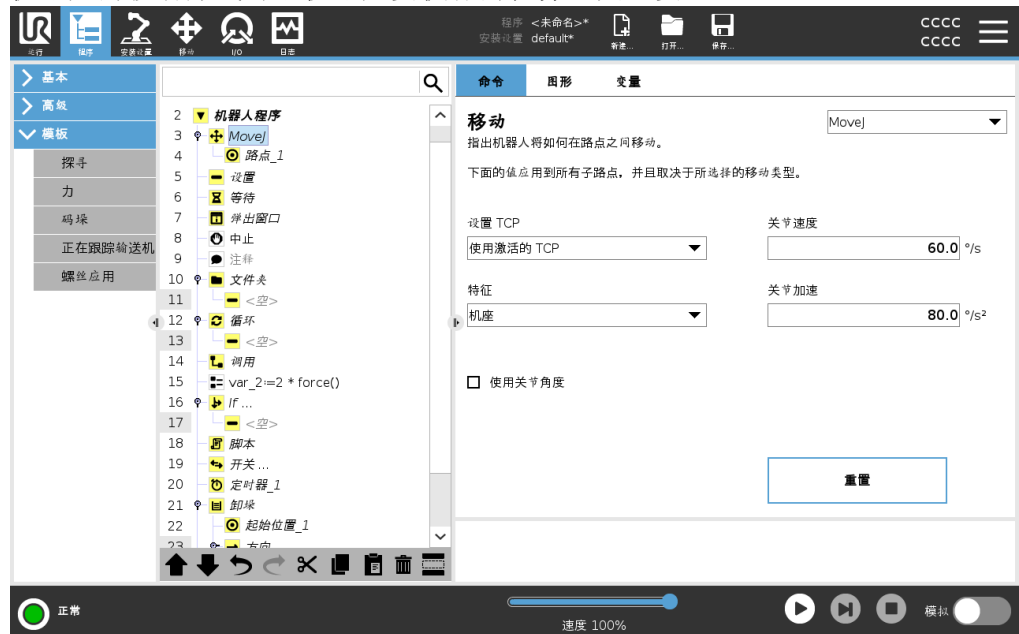 程序 <未命名>*
安装设置 default*
cccc
cccc
运行 程序 安装设置 移动 I/O 日志 新建... 打开... 保存...
基本
高级
模板
探寻
力
码垛
正在跟踪输送机
螺丝应用
2 机器人程序
3 MoveJ
4 路点_1
5 设置
6 等待
7 弹出窗口
8 中止
9 注释
10 文件夹
11 <空>
12 循环
13 <空>
14 调用
15 var_2≔2 * force()
16 If ...
17 <空>
18 脚本
19 开关 ...
20 定时器_1
21 卸垛
22 起始位置_1
23 方向
命令 图形 变量
移动
MoveJ
指出机器人将如何在路点之间移动。
下面的值应用到所有子路点，并且取决于所选择的移动类型。
设置 TCP
关节速度
使用激活的 TCP
60.0 °/s
特征
关节加速
机座
80.0 °/s²
使用关节角度
重置
正常
速度 100%
模拟